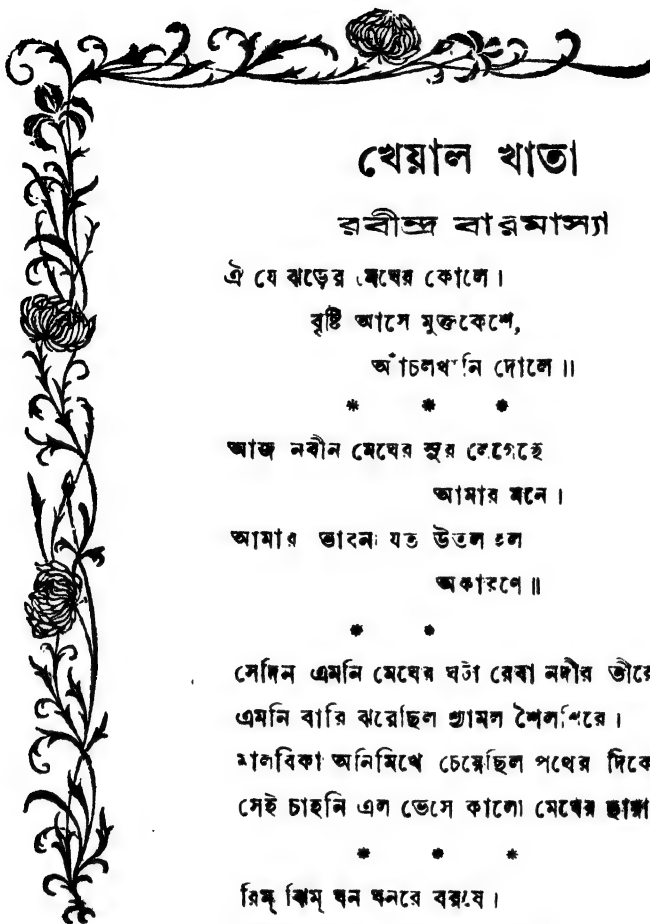 খেয়াল খাতা
রবীন্দ্র বারমাস্যা
ঐ যে ঝড়ের মেঘের কোলে।
বৃষ্টি আসে মুক্তকেশে,
আঁচলখানি দোলে॥
* * *
আজ নবীন মেঘের সুর লেগেছে
আমার মনে।
আমার ভাবনা যত উতল হল
অকারণে॥
* *
সেদিন এমনি মেঘের ঘটা রেবা নদীর তীরে
এমনি বারি ঝরেছিল শ্যামল শৈলশিরে।
মালবিকা অনিমিখে চেয়েছিল পথের দিকে
সেই চাহনি এল ভেসে কালো মেঘের
* * *
রিম্ ঝিম্ ঘন ঘনরে বরষে।